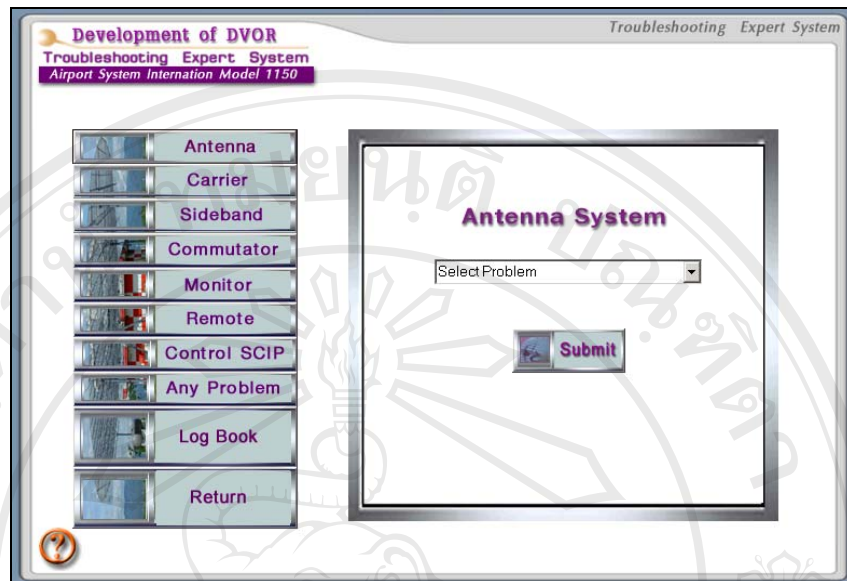 Development of DVOR
Troubleshooting Expert System
Airport System Internation Model 1150
Troubleshooting Expert System
Antenna
Carrier
Sideband
Commutator
Monitor
Remote
Control SCIP
Any Problem
Log Book
Return
Antenna System
Select Problem
Submit
?